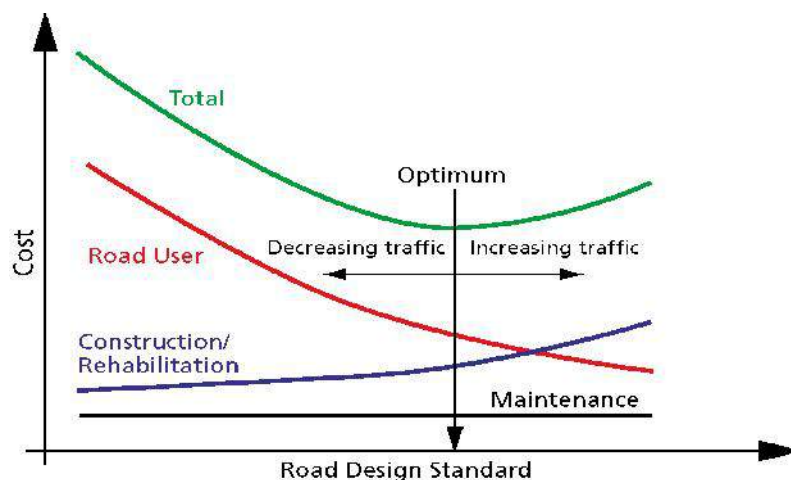 Total
Optimum
Decreasing traffic
Increasing traffic
Road User
Cost
Construction/
Rehabilitation
Maintenance
Road Design Standard